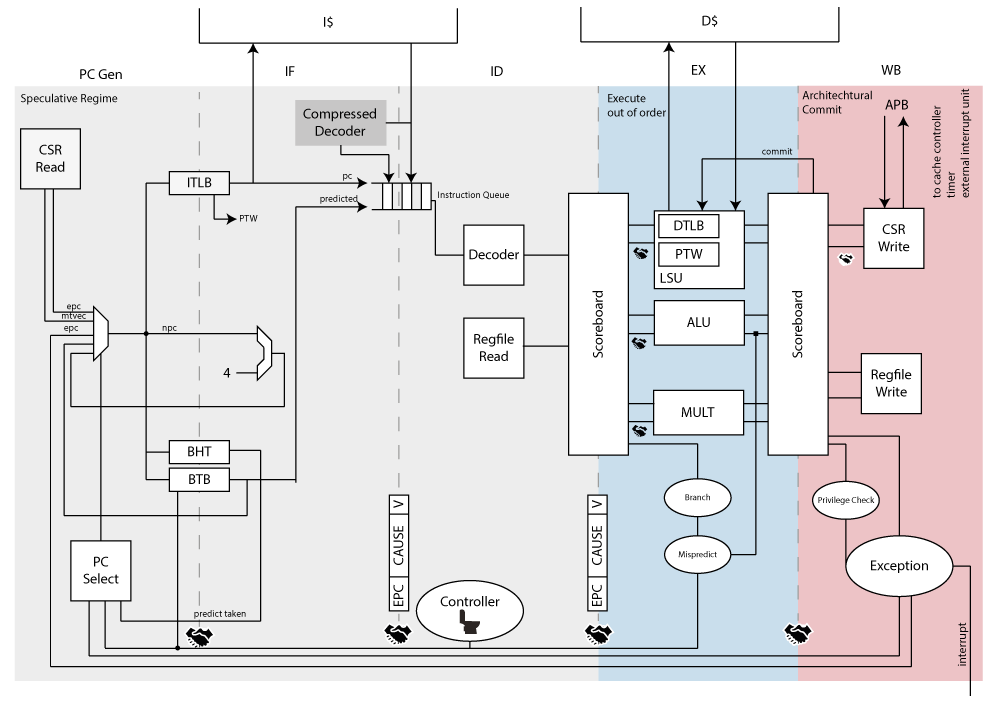 I$
D$
PC Gen
IF
ID
EX
WB
Speculative Regime
Execute
out of order
Architechtural
Commit
APB
to cache controller
timer
external interrupt unit
Compressed
Decoder
CSR
Read
ITLB
PTW
pc
predicted
Instruction Queue
commit
DTLB
PTW
LSU
CSR
Write
Decoder
Scoreboard
Scoreboard
epc
mtvec
epc
npc
4
ALU
Regfile
Read
Regfile
Write
MULT
BHT
BTB
Branch
Privilege Check
V
CAUSE
EPC
V
CAUSE
EPC
Mispredict
Exception
PC
Select
Controller
predict taken
interrupt